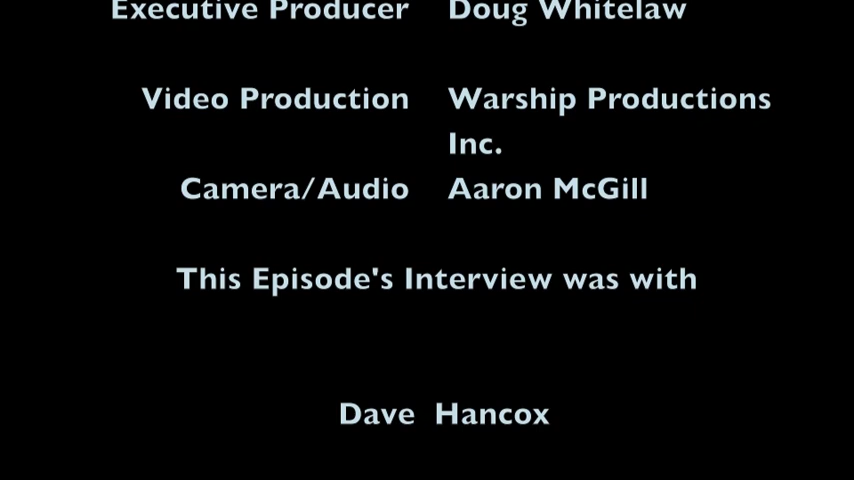 Executive Producer Doug Whitelaw
Video Production Warship Productions
Inc.
Camera/Audio Aaron McGill
This Episode's Interview was with
Dave Hancox